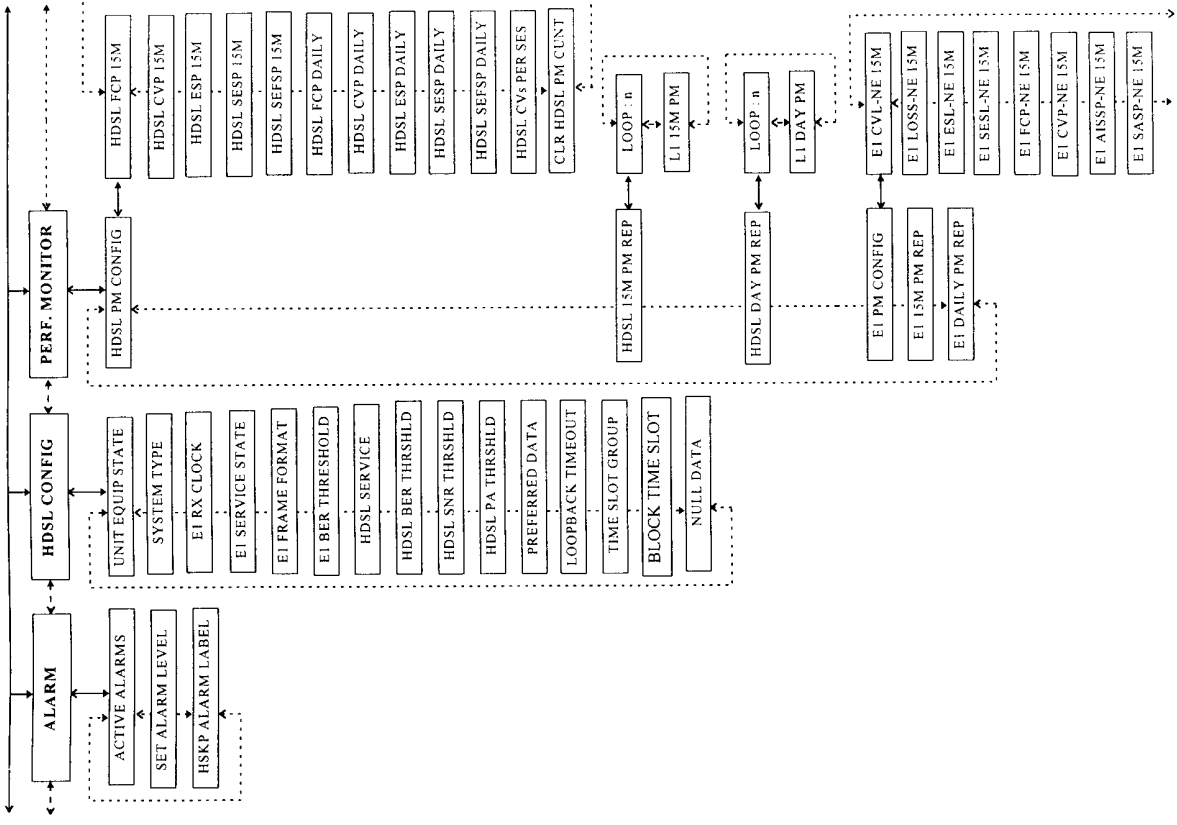 ALARM
ACTIVE ALARMS
SET ALARM LEVEL
HSKP ALARM LABEL
HDSL CONFIG
UNIT EQUIP STATE
SYSTEM TYPE
E1 RX CLOCK
E1 SERVICE STATE
E1 FRAME FORMAT
E1 BER THRESHOLD
HDSL SERVICE
HDSL BER THRSHLD
HDSL SNR THRSHLD
HDSL PA THRSHLD
PREFERRED DATA
LOOPBACK TIMEOUT
TIME SLOT GROUP
BLOCK TIME SLOT
NULL DATA
PERF. MONITOR
HDSL PM CONFIG
HDSL FCP 15M
HDSL CVP 15M
HDSL ESP 15M
HDSL SESP 15M
HDSL SEFSP 15M
HDSL FCP DAILY
HDSL CVP DAILY
HDSL ESP DAILY
HDSL SESP DAILY
HDSL SEFSP DAILY
HDSL CVs PER SES
CLR HDSL PM CUNT
HDSL 15M PM REP
LOOP : n
L1 15M PM
HDSL DAY PM REP
LOOP : n
L1 DAY PM
E1 PM CONFIG
E1 CVL-NE 15M
E1 LOSS-NE 15M
E1 ESL-NE 15M
E1 SESL-NE 15M
E1 FCP-NE 15M
E1 CVP-NE 15M
E1 AISSP-NE 15M
E1 SASP-NE 15M
E1 15M PM REP
E1 DAILY PM REP